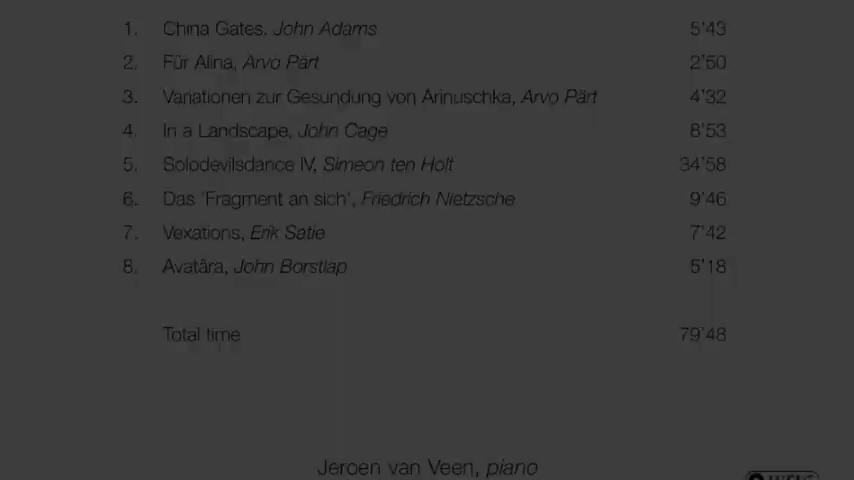 1. China Gates, John Adams 5'43
2. Für Alina, Arvo Pärt 2'50
3. Variationen zur Gesundung von Arinuschka, Arvo Pärt 4'32
4. In a Landscape, John Cage 8'53
5. Solodevilsdance IV, Simeon ten Holt 34'58
6. Das 'Fragment an sich', Friedrich Nietzsche 9'46
7. Vexations, Erik Satie 7'42
8. Avatâra, John Borstlap 5'18
Total time 79'48
Jeroen van Veen, piano